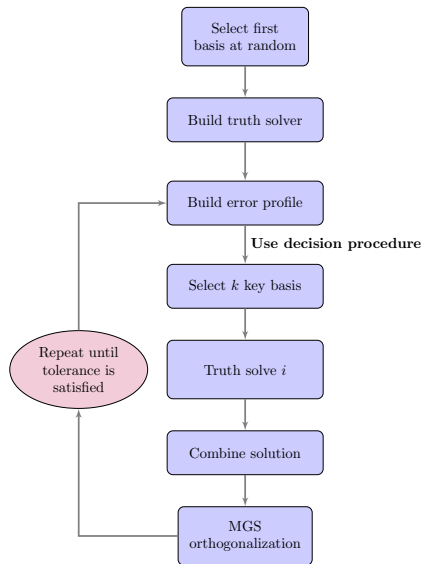 Select first
basis at random
Build truth solver
Build error profile
Use decision procedure
Select k key basis
Repeat until
tolerance is
satisfied
Truth solve i
Combine solution
MGS
orthogonalization